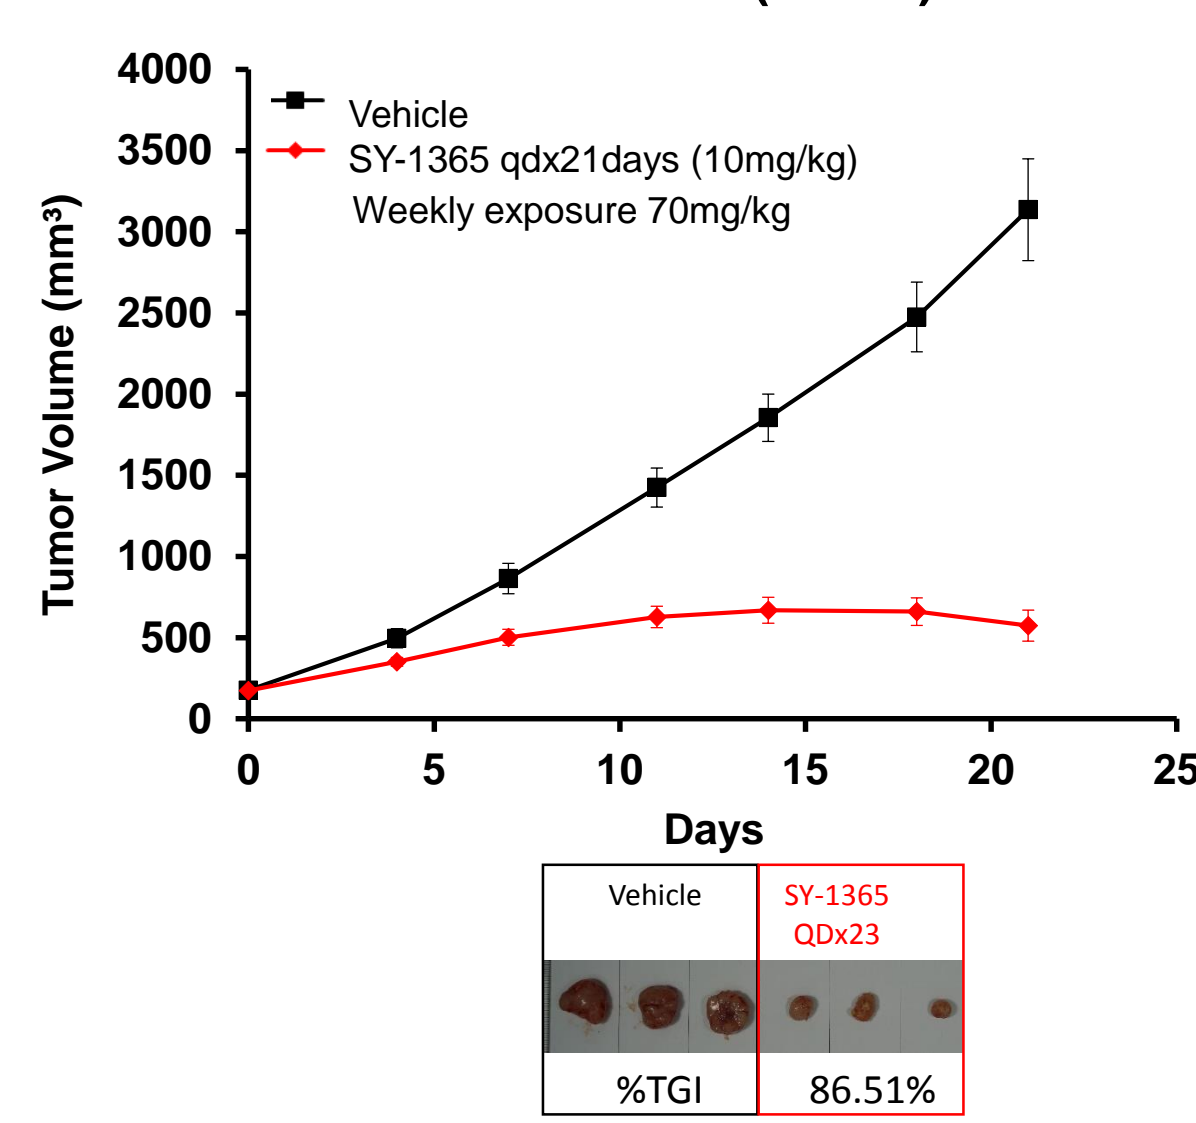 4000
3500
3000
2500
2000
1500
1000
500
0
Tumor Volume (mm³)
Vehicle
SY-1365 qdx21days (10mg/kg)
Weekly exposure 70mg/kg
0 5 10 15 20 25
Days
Vehicle
SY-1365
QDx23
%TGI 86.51%